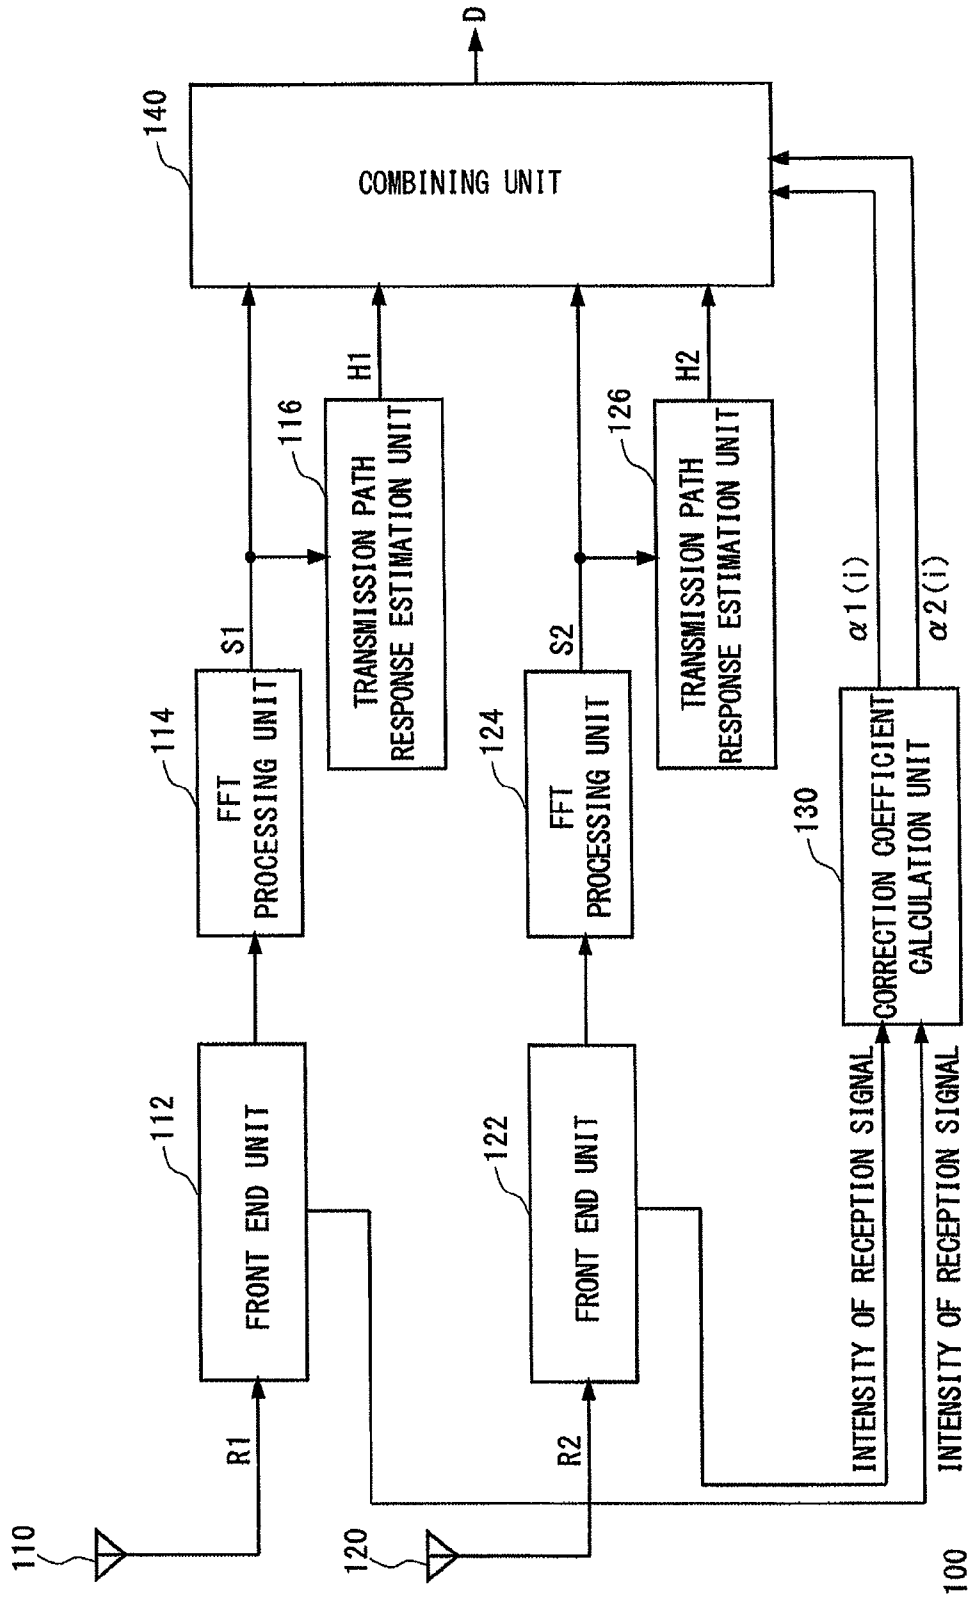 110
R1
112
FRONT END UNIT
114
FFT
PROCESSING UNIT
S1
116
TRANSMISSION PATH
RESPONSE ESTIMATION UNIT
H1
140
COMBINING UNIT
D
120
R2
122
FRONT END UNIT
124
FFT
PROCESSING UNIT
S2
126
TRANSMISSION PATH
RESPONSE ESTIMATION UNIT
H2
INTENSITY OF RECEPTION SIGNAL
INTENSITY OF RECEPTION SIGNAL
130
CORRECTION COEFFICIENT
CALCULATION UNIT
α1(i)
α2(i)
100